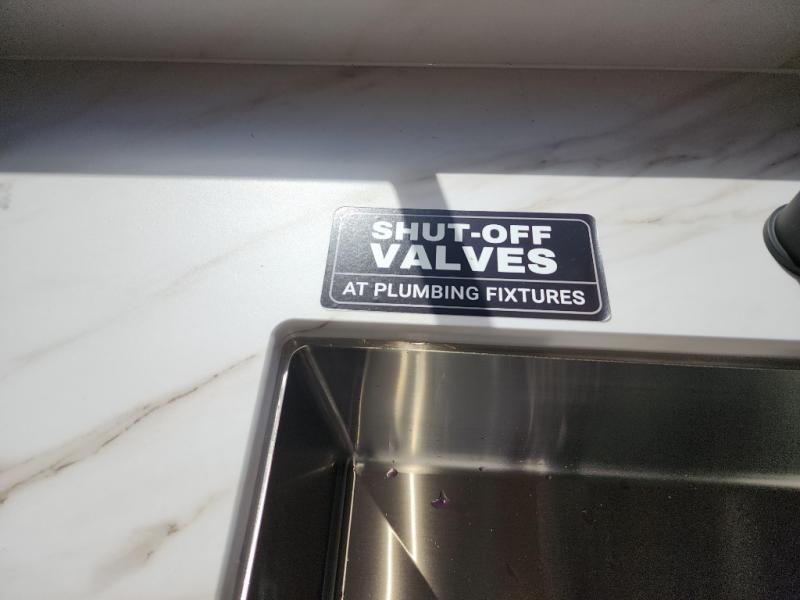 SHUT-OFF
VALVES
AT PLUMBING FIXTURES